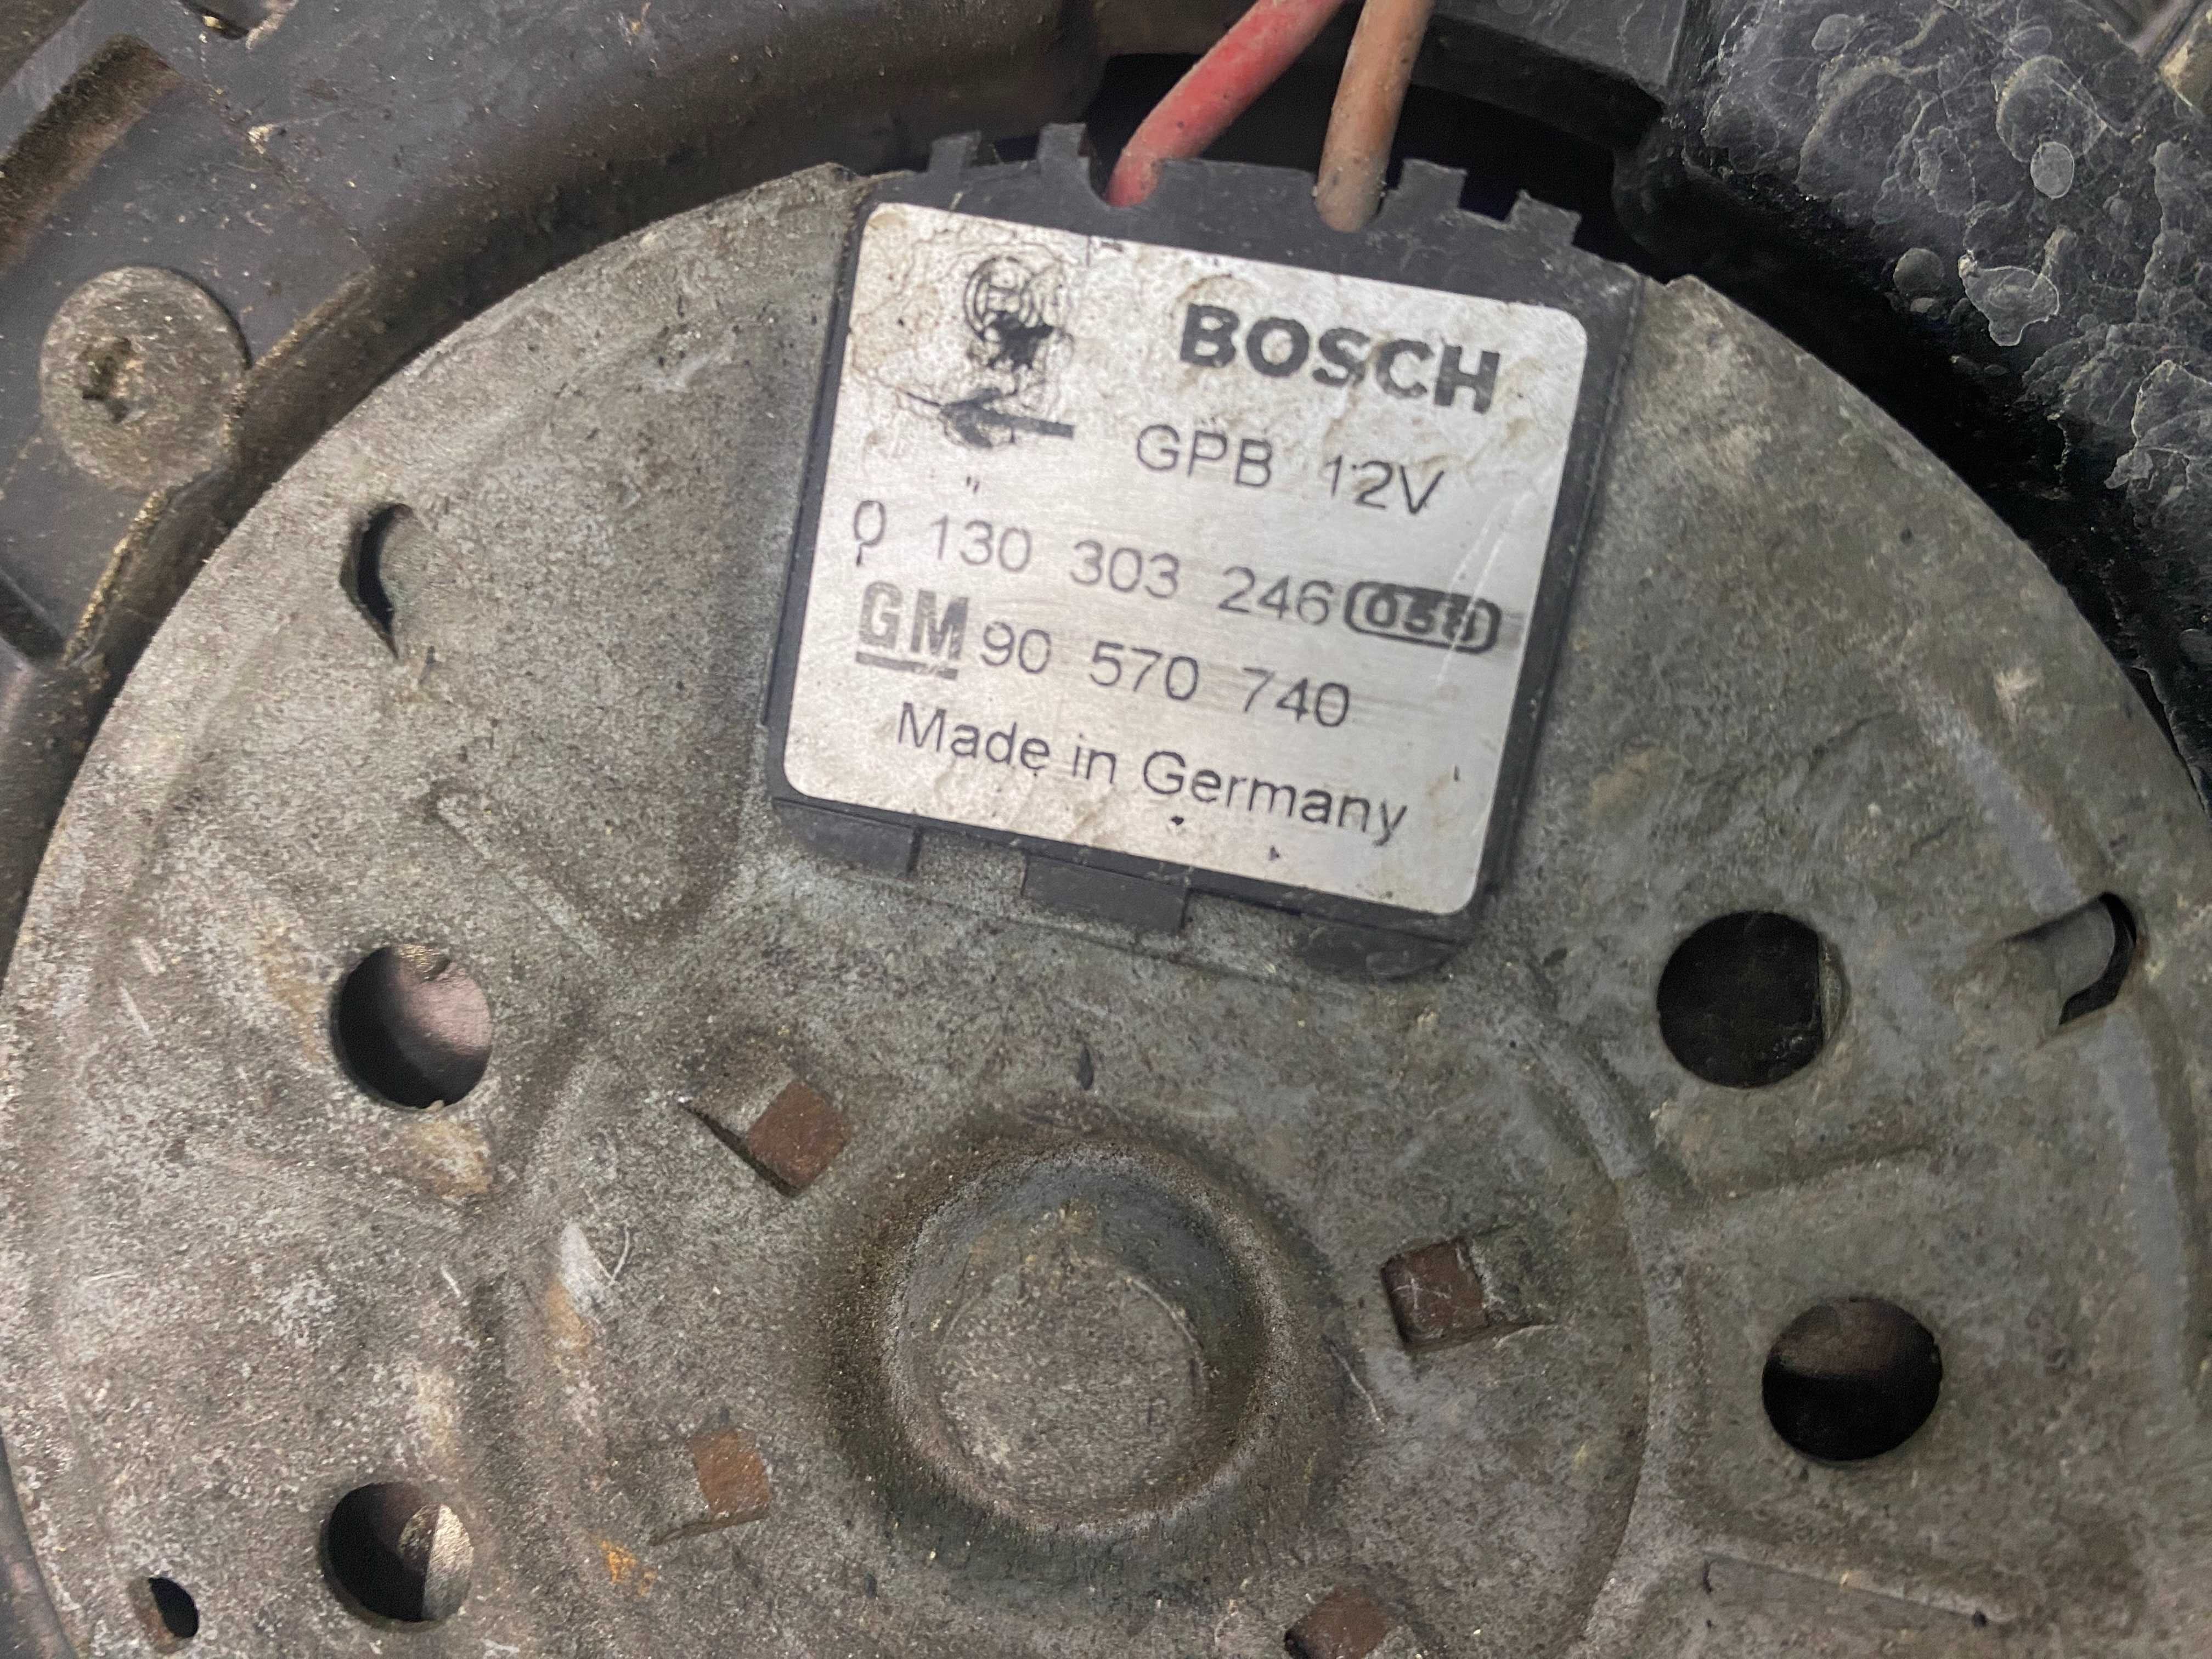 BOSCH
GPB 12V
0 130 303 246
GM 90 570 740
Made in Germany